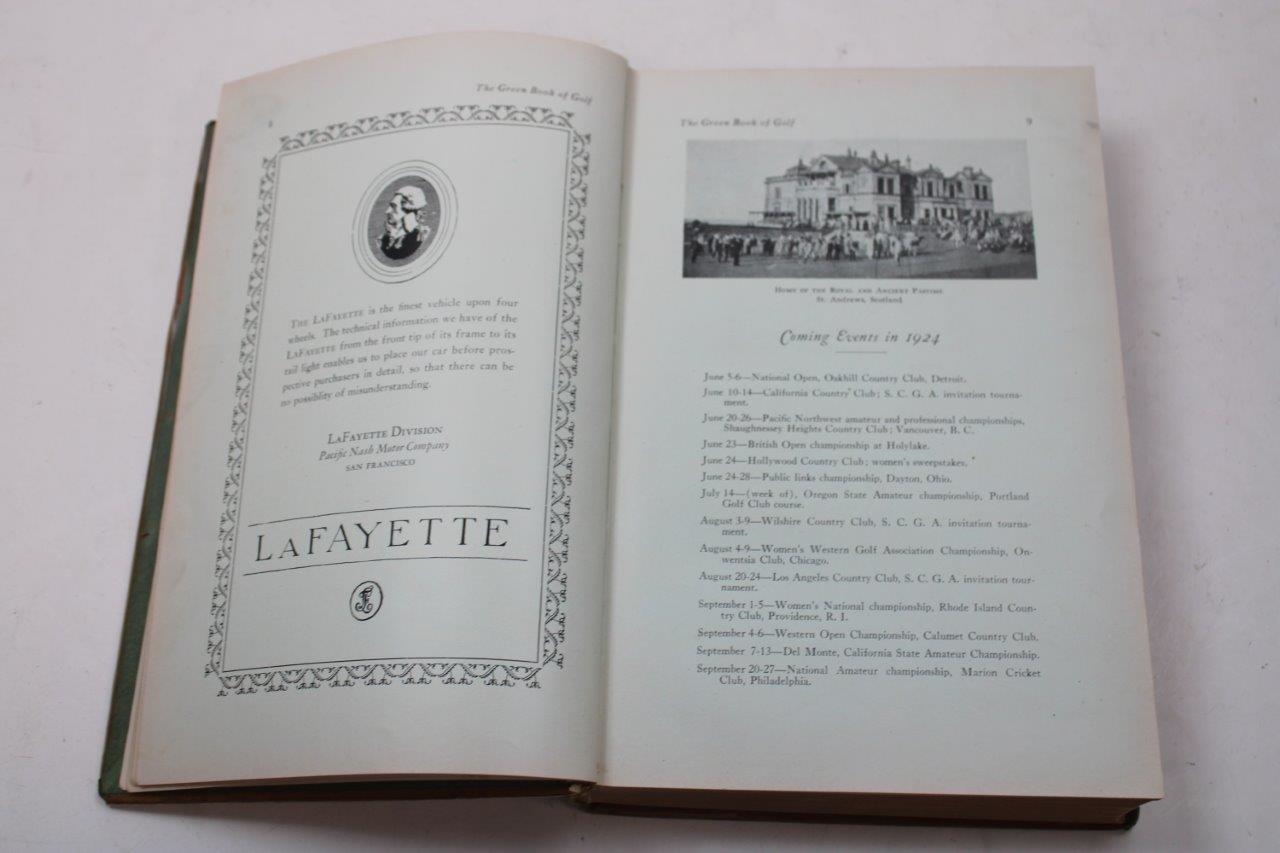 The Green Book of Golf
8
THE LAFAYETTE is the finest vehicle upon four
wheels. The technical information we have of the
LAFAYETTE from the front tip of its frame to its
tail light enables us to place our car before pros-
pective purchasers in detail, so that there can be
no possiblity of misunderstanding.
LAFAYETTE DIVISION
Pacific Nash Motor Company
SAN FRANCISCO
LAFAYETTE
The Green Book of Golf 9
HOME OF THE ROYAL AND ANCIENT PASTIME
St. Andrews, Scotland
Coming Events in 1924
June 5-6—National Open, Oakhill Country Club, Detroit.
June 10-14—California Country Club; S. C. G. A. invitation tourna-
ment.
June 20-26—Pacific Northwest amateur and professional championships,
Shaughnessey Heights Country Club; Vancouver, B. C.
June 23—British Open championship at Holylake.
June 24—Hollywood Country Club; women's sweepstakes.
June 24-28—Public links championship, Dayton, Ohio.
July 14—(week of), Oregon State Amateur championship, Portland
Golf Club course.
August 3-9—Wilshire Country Club, S. C. G. A. invitation tourna-
ment.
August 4-9—Women's Western Golf Association Championship, On-
wentsia Club, Chicago.
August 20-24—Los Angeles Country Club, S. C. G. A. invitation tour-
nament.
September 1-5—Women's National championship, Rhode Island Coun-
try Club, Providence, R. I.
September 4-6—Western Open Championship, Calumet Country Club.
September 7-13—Del Monte, California State Amateur Championship.
September 20-27—National Amateur championship, Marion Cricket
Club, Philadelphia.